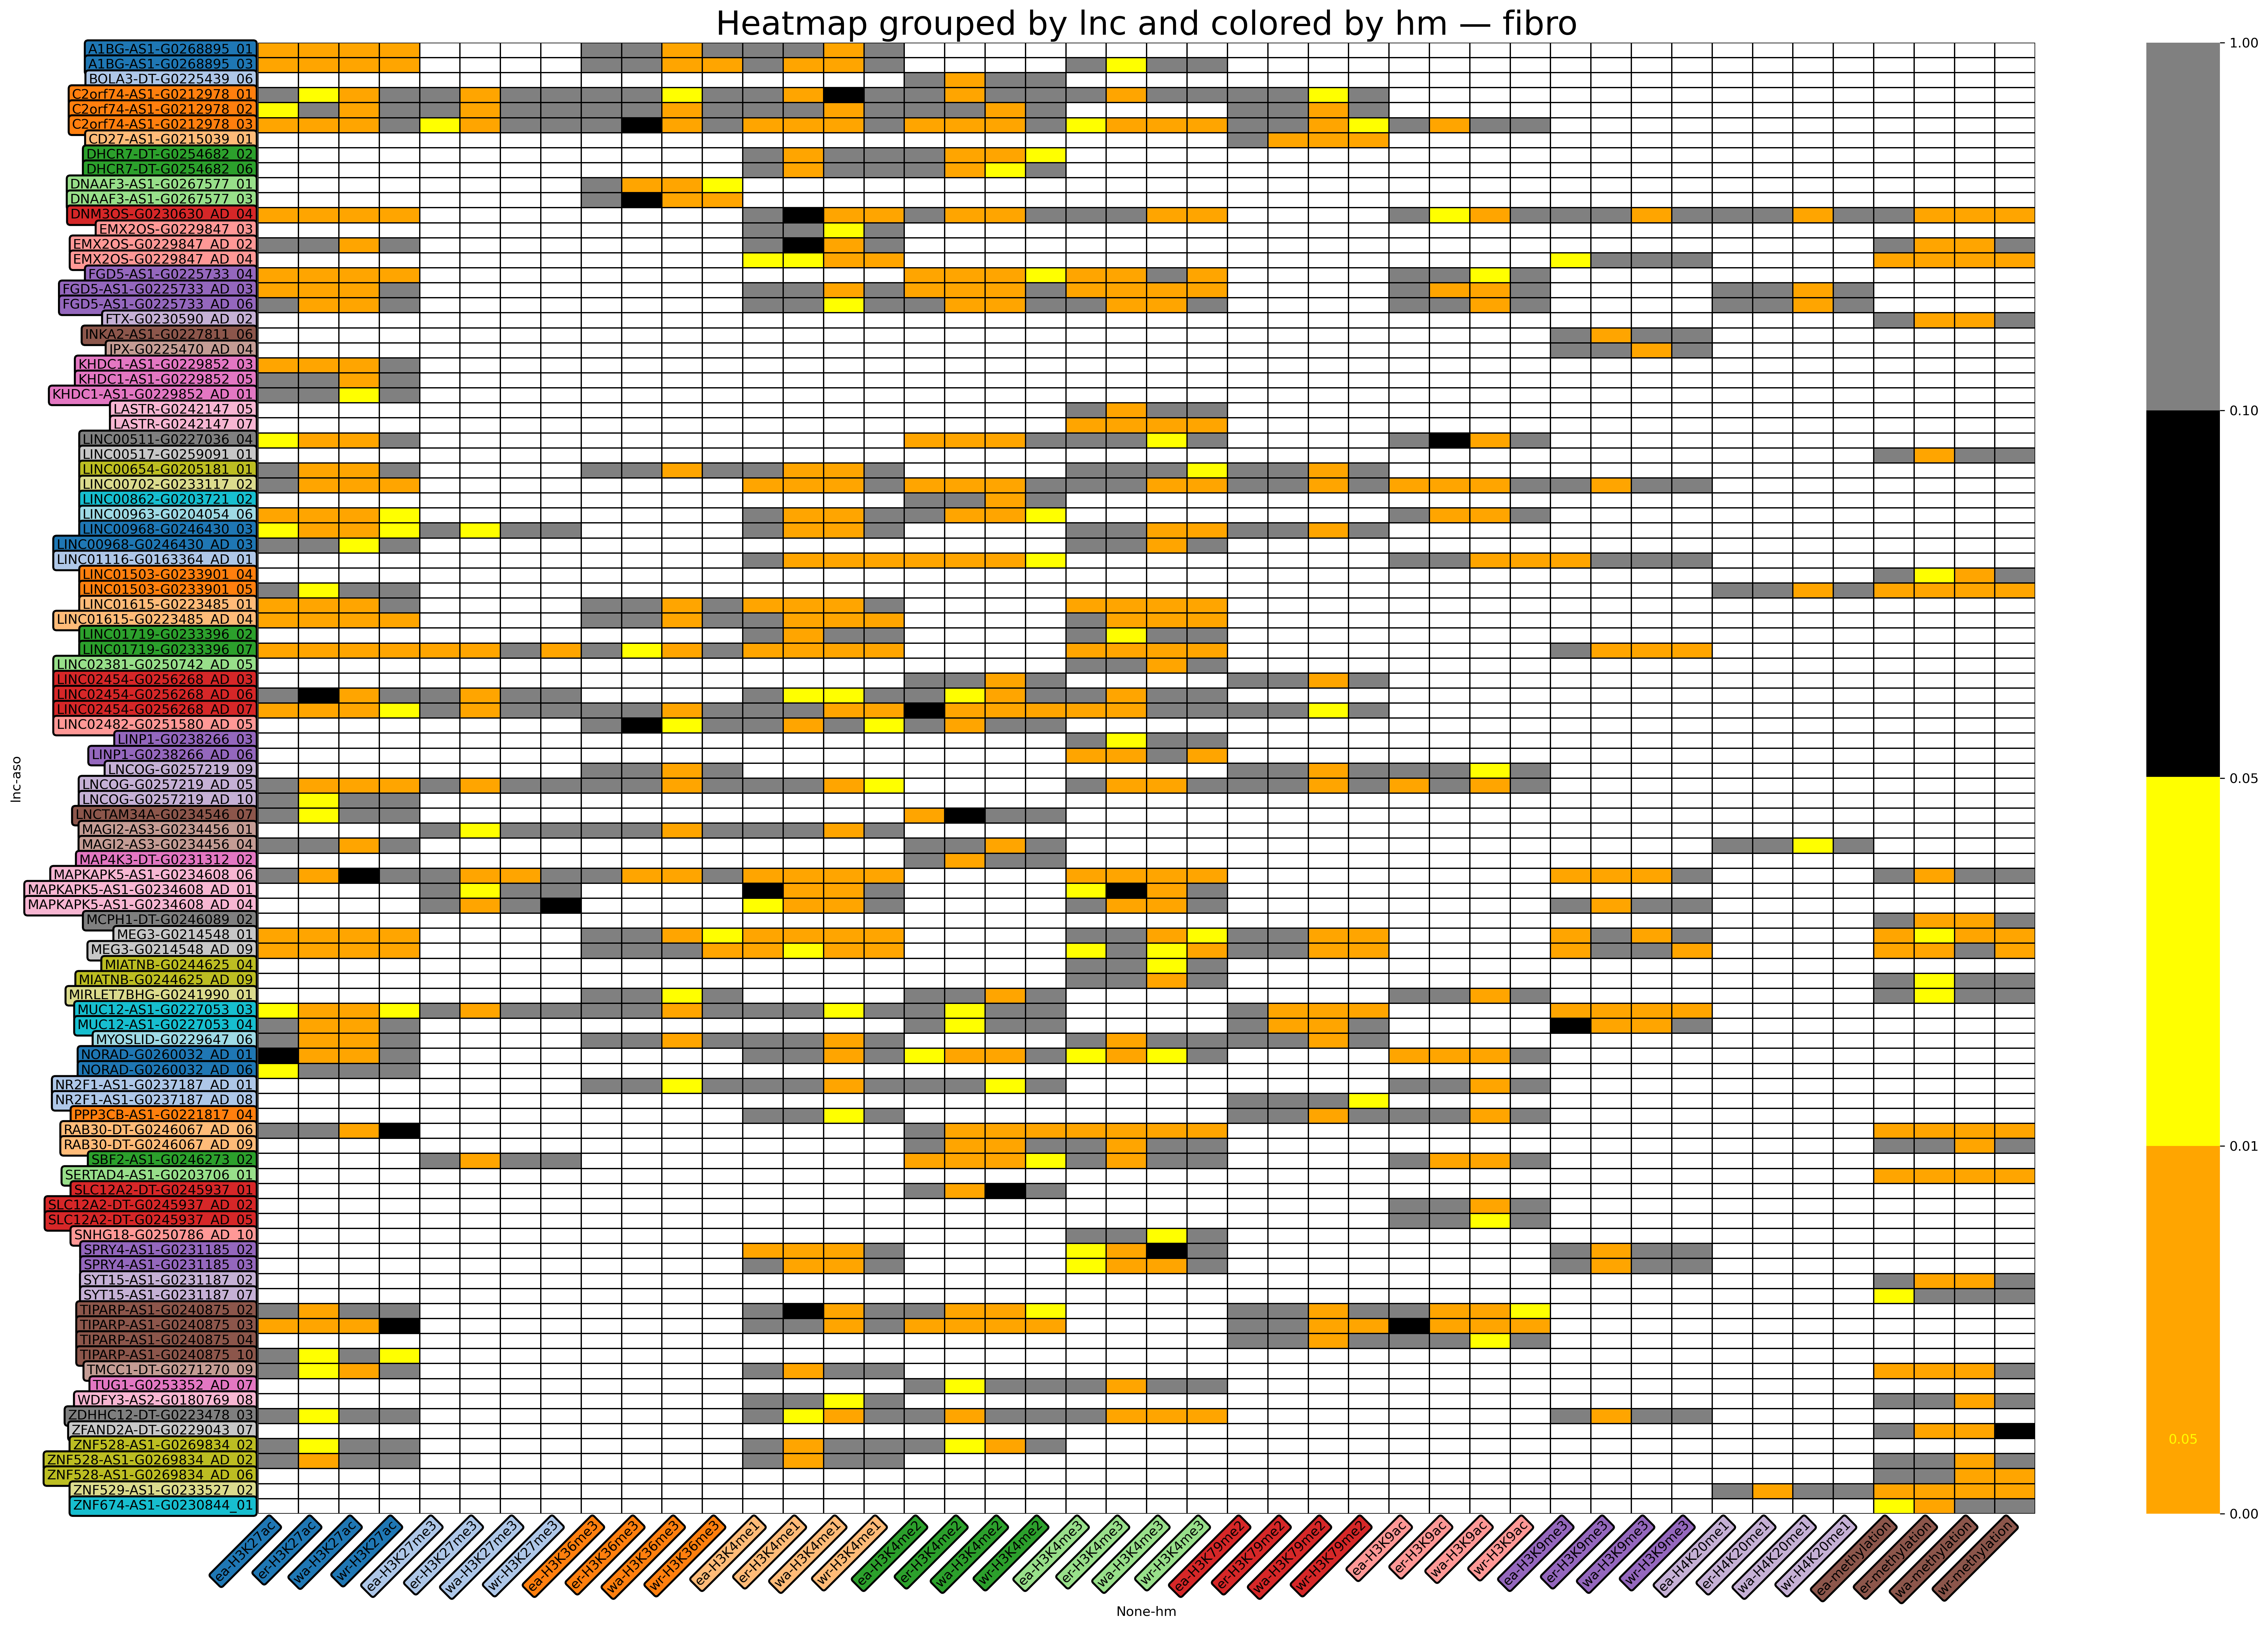 Heatmap grouped by lnc and colored by hm — fibro
A1BG-AS1-G0268895_01
A1BG-AS1-G0268895_03
BOLA3-DT-G0225439_06
C2orf74-AS1-G0212978_01
C2orf74-AS1-G0212978_02
C2orf74-AS1-G0212978_03
CD27-AS1-G0215039_01
DHCR7-DT-G0254682_02
DHCR7-DT-G0254682_06
DNAAF3-AS1-G0267577_01
DNAAF3-AS1-G0267577_03
DNM3OS-G0230630_AD_04
EMX2OS-G0229847_03
EMX2OS-G0229847_AD_02
EMX2OS-G0229847_AD_04
FGD5-AS1-G0225733_04
FGD5-AS1-G0225733_AD_03
FGD5-AS1-G0225733_AD_06
FTX-G0230590_AD_02
INKA2-AS1-G0227811_06
JPX-G0225470_AD_04
KHDC1-AS1-G0229852_03
KHDC1-AS1-G0229852_05
KHDC1-AS1-G0229852_AD_01
LASTR-G0242147_05
LASTR-G0242147_07
LINC00511-G0227036_04
LINC00517-G0259091_01
LINC00654-G0205181_01
LINC00702-G0233117_02
LINC00862-G0203721_02
LINC00963-G0204054_06
LINC00968-G0246430_03
LINC00968-G0246430_AD_03
LINC01116-G0163364_AD_01
LINC01503-G0233901_04
LINC01503-G0233901_05
LINC01615-G0223485_01
LINC01615-G0223485_AD_04
LINC01719-G0233396_02
LINC01719-G0233396_07
LINC02381-G0250742_AD_05
LINC02454-G0256268_AD_03
LINC02454-G0256268_AD_06
LINC02454-G0256268_AD_07
LINC02482-G0251580_AD_05
LINP1-G0238266_03
LINP1-G0238266_AD_06
LNCOG-G0257219_09
LNCOG-G0257219_AD_05
LNCOG-G0257219_AD_10
LNCTAM34A-G0234546_07
MAGI2-AS3-G0234456_01
MAGI2-AS3-G0234456_04
MAP4K3-DT-G0231312_02
MAPKAPK5-AS1-G0234608_06
MAPKAPK5-AS1-G0234608_AD_01
MAPKAPK5-AS1-G0234608_AD_04
MCPH1-DT-G0246089_02
MEG3-G0214548_01
MEG3-G0214548_AD_09
MIATNB-G0244625_04
MIATNB-G0244625_AD_09
MIRLET7BHG-G0241990_01
MUC12-AS1-G0227053_03
MUC12-AS1-G0227053_04
MYOSLID-G0229647_06
NORAD-G0260032_AD_01
NORAD-G0260032_AD_06
NR2F1-AS1-G0237187_AD_01
NR2F1-AS1-G0237187_AD_08
PPP3CB-AS1-G0221817_04
RAB30-DT-G0246067_AD_06
RAB30-DT-G0246067_AD_09
SBF2-AS1-G0246273_02
SERTAD4-AS1-G0203706_01
SLC12A2-DT-G0245937_01
SLC12A2-DT-G0245937_AD_02
SLC12A2-DT-G0245937_AD_05
SNHG18-G0250786_AD_10
SPRY4-AS1-G0231185_02
SPRY4-AS1-G0231185_03
SYT15-AS1-G0231187_02
SYT15-AS1-G0231187_07
TIPARP-AS1-G0240875_02
TIPARP-AS1-G0240875_03
TIPARP-AS1-G0240875_04
TIPARP-AS1-G0240875_10
TMCC1-DT-G0271270_09
TUG1-G0253352_AD_07
WDFY3-AS2-G0180769_08
ZDHHC12-DT-G0223478_03
ZFAND2A-DT-G0229043_07
ZNF528-AS1-G0269834_02
ZNF528-AS1-G0269834_AD_02
ZNF528-AS1-G0269834_AD_06
ZNF529-AS1-G0233527_02
ZNF674-AS1-G0230844_01
lnc-aso
ea-H3K27ac
er-H3K27ac
wa-H3K27ac
wr-H3K27ac
ea-H3K27me3
er-H3K27me3
wa-H3K27me3
wr-H3K27me3
ea-H3K36me3
er-H3K36me3
wa-H3K36me3
wr-H3K36me3
ea-H3K4me1
er-H3K4me1
wa-H3K4me1
wr-H3K4me1
ea-H3K4me2
er-H3K4me2
wa-H3K4me2
wr-H3K4me2
ea-H3K4me3
er-H3K4me3
wa-H3K4me3
wr-H3K4me3
ea-H3K79me2
er-H3K79me2
wa-H3K79me2
wr-H3K79me2
ea-H3K9ac
er-H3K9ac
wa-H3K9ac
wr-H3K9ac
ea-H3K9me3
er-H3K9me3
wa-H3K9me3
wr-H3K9me3
ea-H4K20me1
er-H4K20me1
wa-H4K20me1
wr-H4K20me1
ea-methylation
er-methylation
wa-methylation
wr-methylation
None-hm
1.00
0.10
0.05
0.01
0.00
0.05